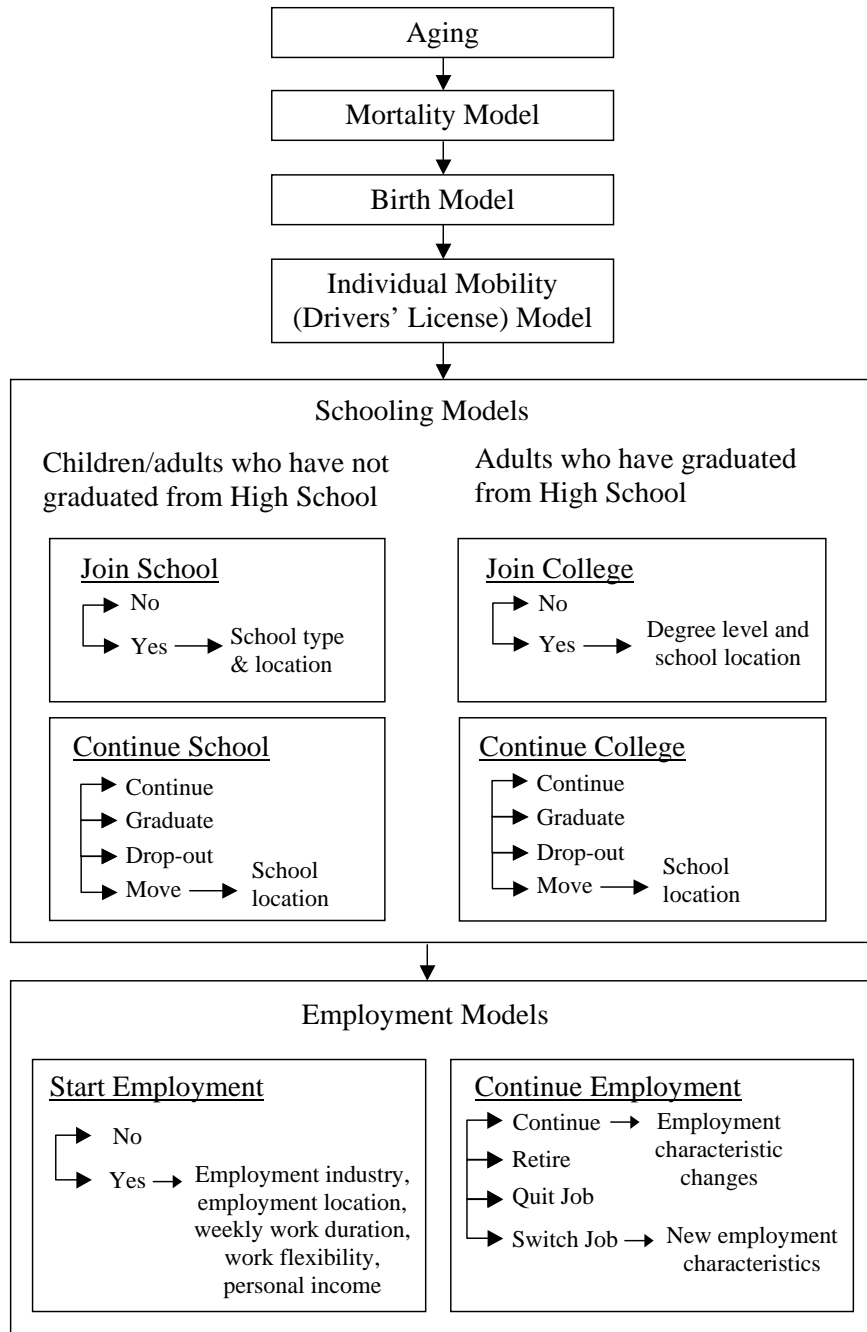 Aging
Mortality Model
Birth Model
Individual Mobility
(Drivers’ License) Model
Schooling Models
Children/adults who have not
graduated from High School
Adults who have graduated
from High School
Join School
No
Yes
School type
& location
Join College
No
Yes
Degree level and
school location
Continue School
Continue
Graduate
Drop-out
Move
School
location
Continue College
Continue
Graduate
Drop-out
Move
School
location
Employment Models
Start Employment
No
Yes
Employment industry,
employment location,
weekly work duration,
work flexibility,
personal income
Continue Employment
Continue
Employment
characteristic
changes
Retire
Quit Job
Switch Job
New employment
characteristics